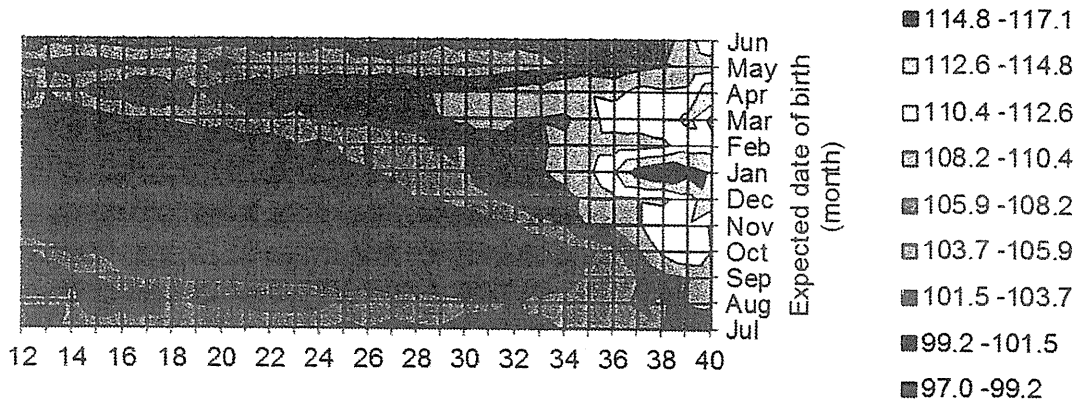 114.8 -117.1
112.6 -114.8
110.4 -112.6
108.2 -110.4
105.9 -108.2
103.7 -105.9
101.5 -103.7
99.2 -101.5
97.0 -99.2
Jun
May
Apr
Mar
Feb
Jan
Dec
Nov
Oct
Sep
Aug
Jul
Expected date of birth
(month)
12 14 16 18 20 22 24 26 28 30 32 34 36 38 40